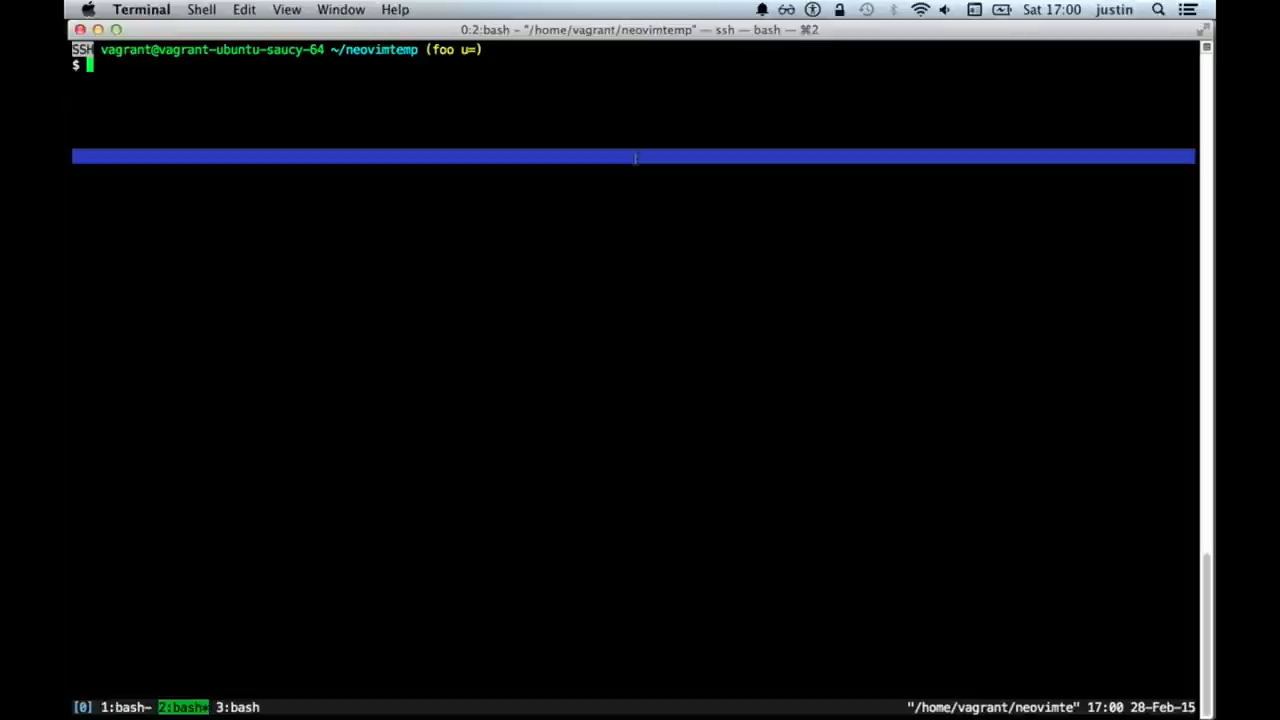 Terminal Shell Edit View Window Help Sat 17:00 justin
0:2:bash - "/home/vagrant/neovimtemp" — ssh — bash — ⌘2
SSH vagrant@vagrant-ubuntu-saucy-64 ~/neovimtemp (foo u=)
$
[0] 1:bash- 2:bash* 3:bash "/home/vagrant/neovimte" 17:00 28-Feb-15